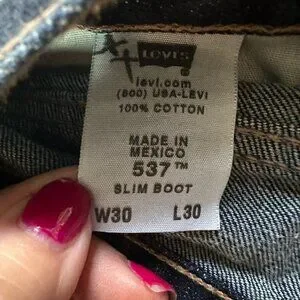 LEVI'S
levi.com
(800) USA-LEVI
100% COTTON
MADE IN
MEXICO
537™
SLIM BOOT
W30 L30